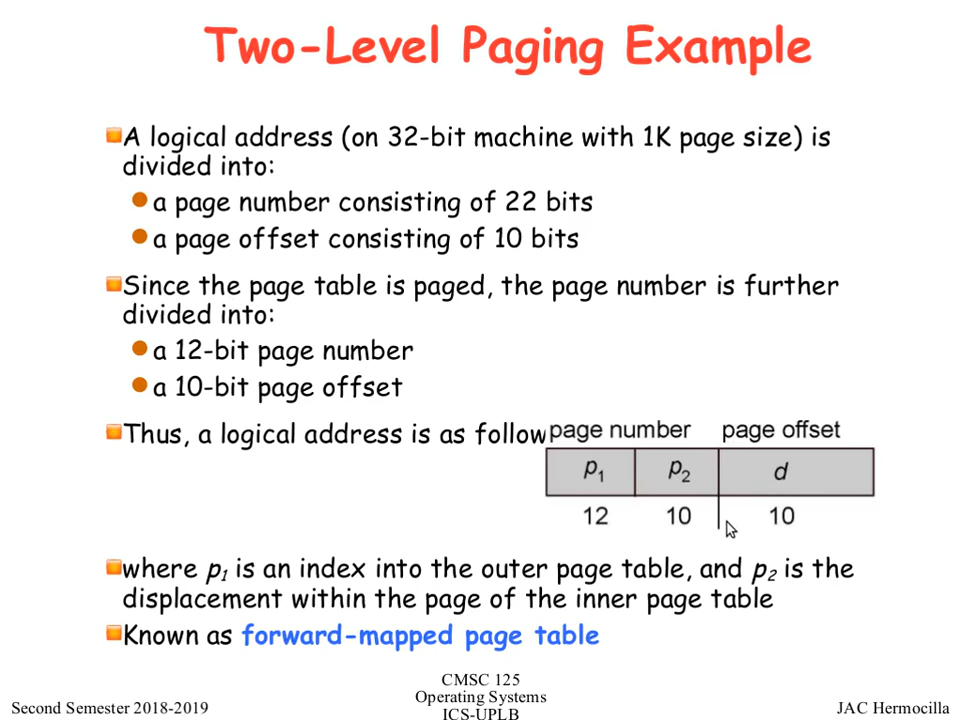 Two-Level Paging Example
A logical address (on 32-bit machine with 1K page size) is
divided into:
a page number consisting of 22 bits
a page offset consisting of 10 bits
Since the page table is paged, the page number is further
divided into:
a 12-bit page number
a 10-bit page offset
Thus, a logical address is as follow
page number page offset
p1 p2 d
12 10 10
where p1 is an index into the outer page table, and p2 is the
displacement within the page of the inner page table
Known as forward-mapped page table
CMSC 125
Operating Systems
ICS-UPLB
Second Semester 2018-2019
JAC Hermocilla